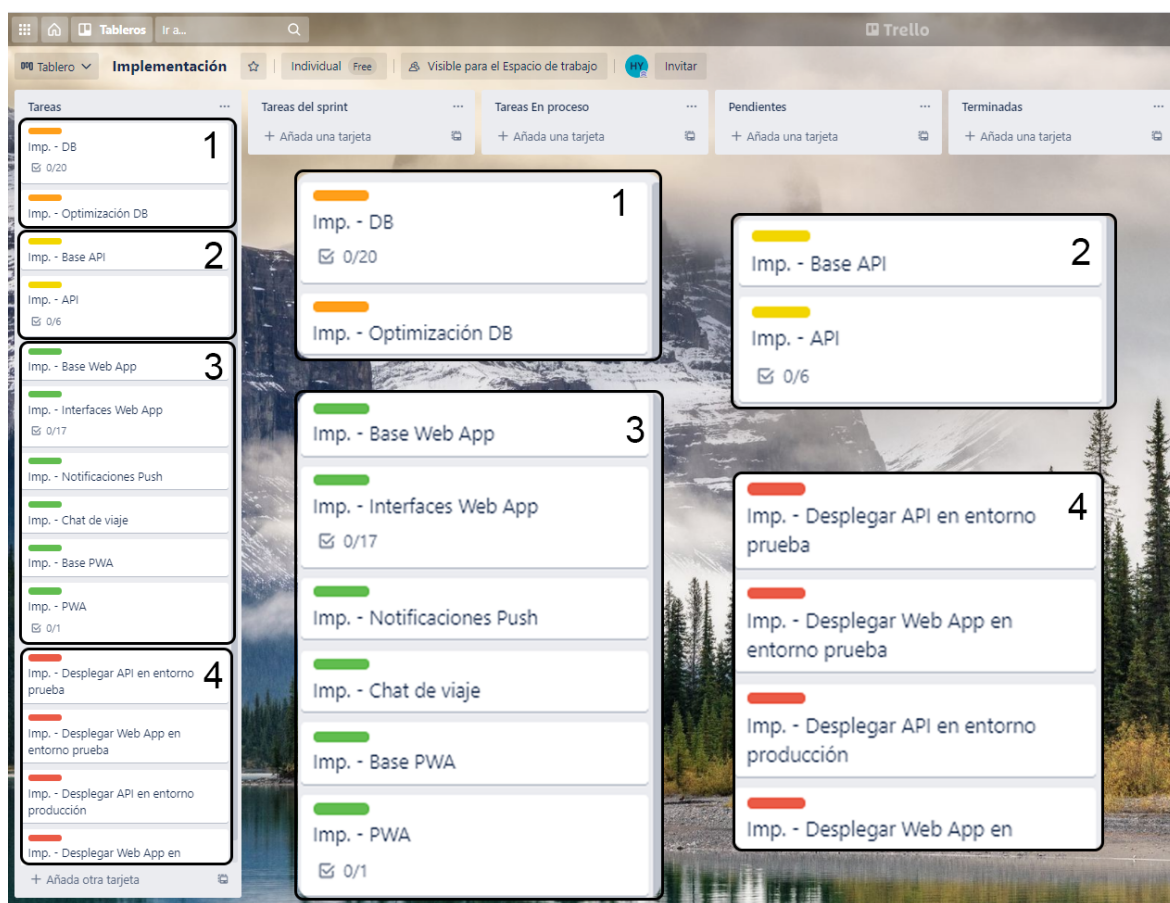 Tableros
Ir a...
Trello
Tablero
Implementación
Individual
Free
Visible para el Espacio de trabajo
HY
Invitar
Tareas
...
1
Imp. - DB
0/20
Imp. - Optimización DB
2
Imp. - Base API
Imp. - API
0/6
3
Imp. - Base Web App
Imp. - Interfaces Web App
0/17
Imp. - Notificaciones Push
Imp. - Chat de viaje
Imp. - Base PWA
Imp. - PWA
0/1
4
Imp. - Desplegar API en entorno
prueba
Imp. - Desplegar Web App en
entorno prueba
Imp. - Desplegar API en entorno
producción
Imp. - Desplegar Web App en
+ Añada otra tarjeta
Tareas del sprint
...
+ Añada una tarjeta
Tareas En proceso
...
+ Añada una tarjeta
Pendientes
...
+ Añada una tarjeta
Terminadas
...
+ Añada una tarjeta
1
Imp. - DB
0/20
Imp. - Optimización DB
2
Imp. - Base API
Imp. - API
0/6
3
Imp. - Base Web App
Imp. - Interfaces Web App
0/17
Imp. - Notificaciones Push
Imp. - Chat de viaje
Imp. - Base PWA
Imp. - PWA
0/1
4
Imp. - Desplegar API en entorno
prueba
Imp. - Desplegar Web App en
entorno prueba
Imp. - Desplegar API en entorno
producción
Imp. - Desplegar Web App en